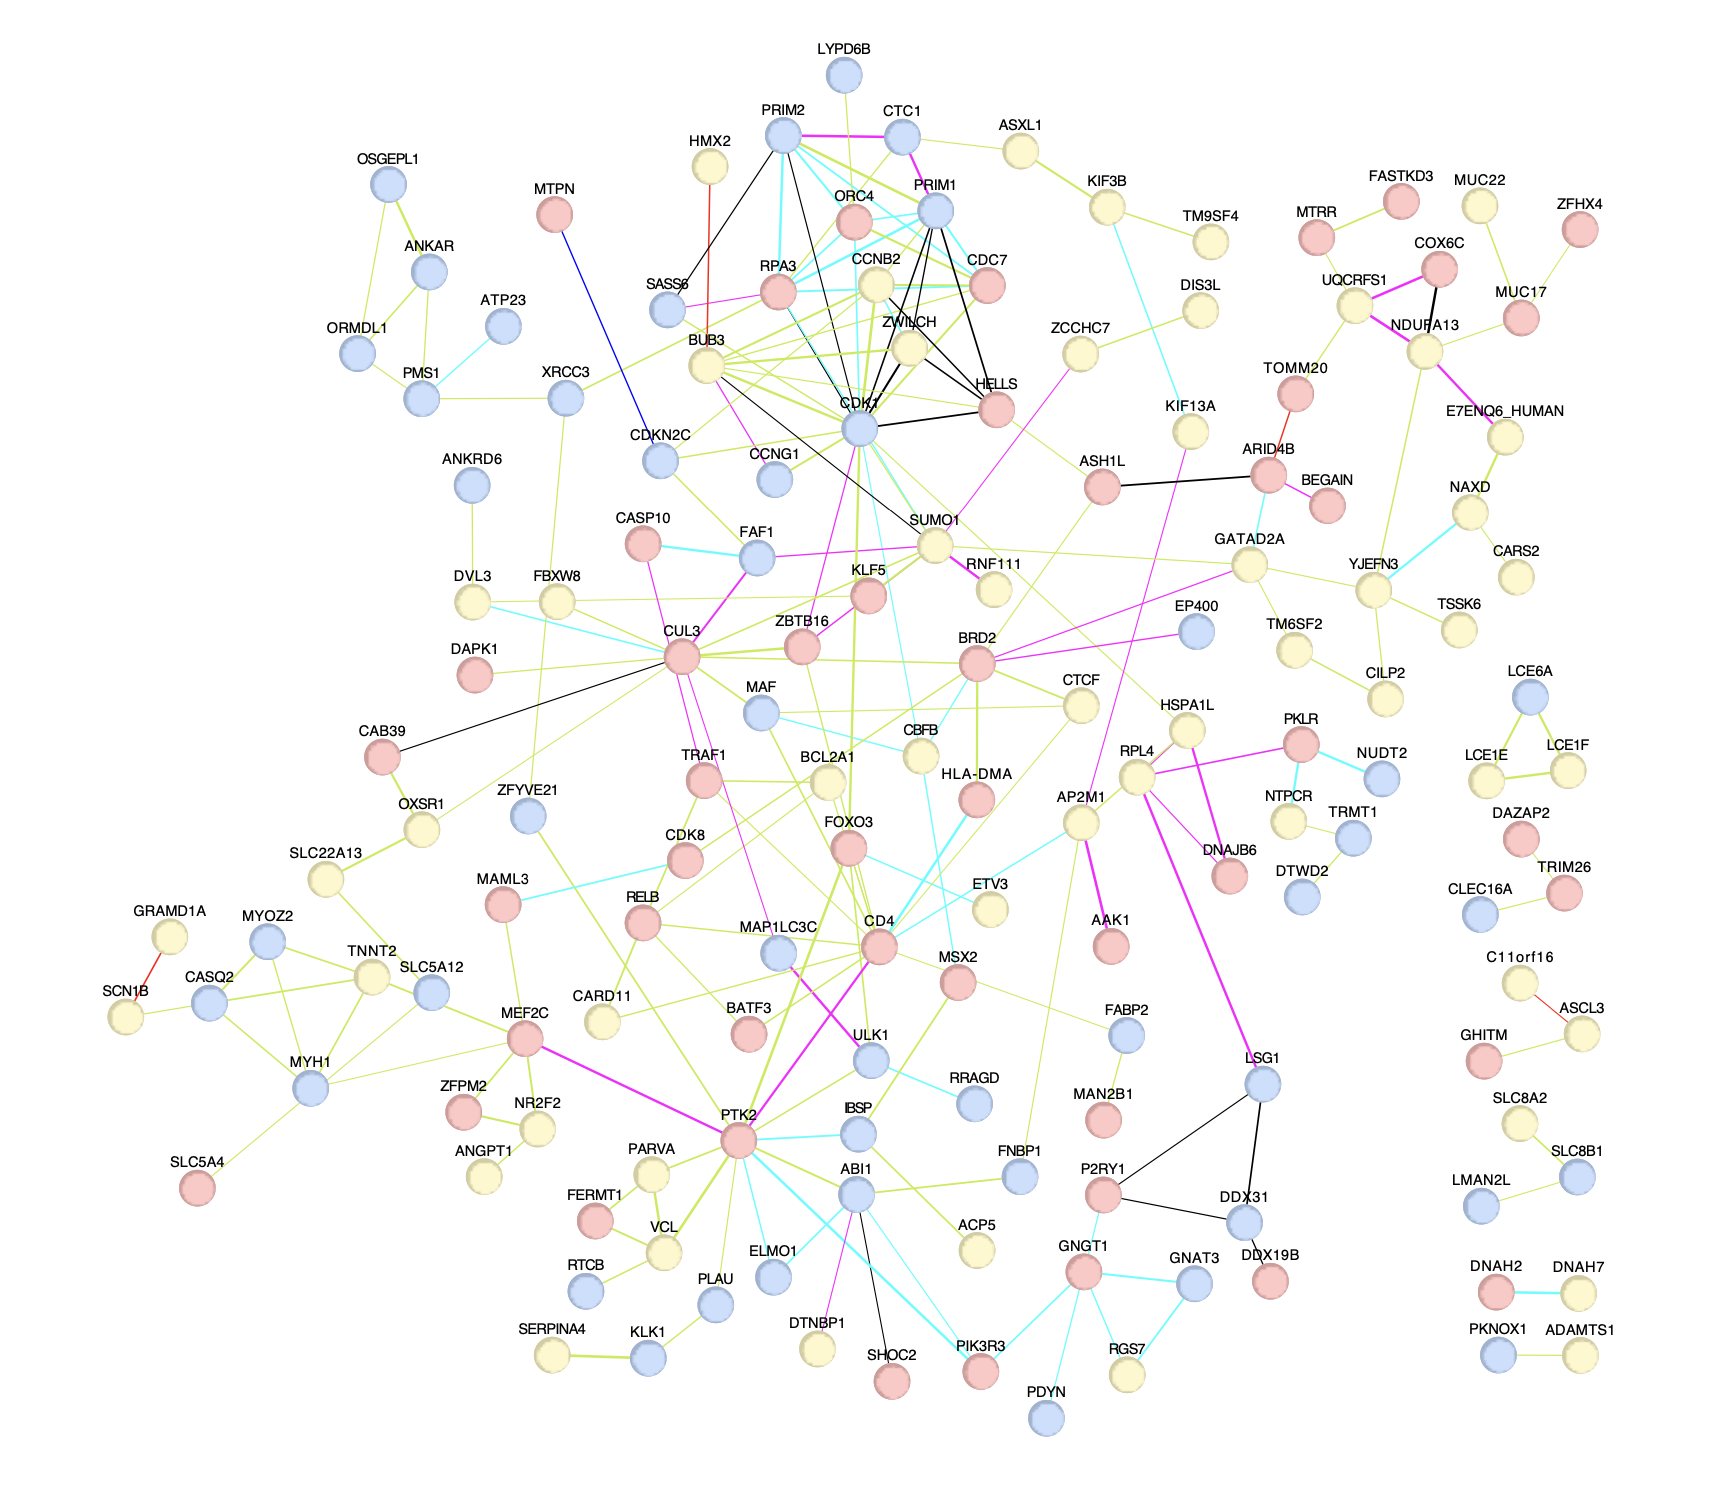 LYPD6B
PRIM2
CTC1
HMX2
ASXL1
OSGEPL1
MTPN
ORC4
PRIM1
KIF3B
TM9SF4
FASTKD3
MTRR
MUC22
ZFHX4
ANKAR
RPA3
CCNB2
CDC7
COX6C
SASS6
UQCRFS1
MUC17
ATP23
ORMDL1
BUB3
ZWILCH
ZCCHC7
DIS3L
NDUFA13
PMS1
XRCC3
CDK1
HELLS
KIF13A
TOMM20
E7ENQ6_HUMAN
CDKN2C
CCNG1
ANKRD6
ASH1L
ARID4B
BEGAIN
NAXD
CASP10
FAF1
SUMO1
RNF111
GATAD2A
CARS2
DVL3
FBXW8
KLF5
YJEFN3
TSSK6
CUL3
ZBTB16
BRD2
EP400
TM6SF2
DAPK1
CILP2
LCE6A
MAF
CTCF
CBFB
HSPA1L
CAB39
TRAF1
BCL2A1
RPL4
PKLR
NUDT2
LCE1E
LCE1F
HLA-DMA
ZFYVE21
OXSR1
FOXO3
AP2M1
NTPCR
TRMT1
DAZAP2
SLC22A13
CDK8
DNAJB6
DTWD2
MAML3
ETV3
CLEC16A
TRIM26
GRAMD1A
MYOZ2
RELB
MAP1LC3C
CD4
AAK1
TNNT2
SLC5A12
MSX2
SCN1B
CASQ2
CARD11
BATF3
C11orf16
ASCL3
MEF2C
FABP2
GHITM
MYH1
ULK1
LSG1
ZFPM2
NR2F2
RRAGD
MAN2B1
PTK2
IBSP
SLC8A2
SLC5A4
ANGPT1
PARVA
FNBP1
SLC8B1
FERMT1
ABI1
P2RY1
LMAN2L
VCL
DDX31
RTCB
ELMO1
ACP5
PLAU
GNGT1
GNAT3
DDX19B
DNAH2
DNAH7
SERPINA4
KLK1
DTNBP1
SHOC2
PIK3R3
RGS7
PKNOX1
ADAMTS1
PDYN